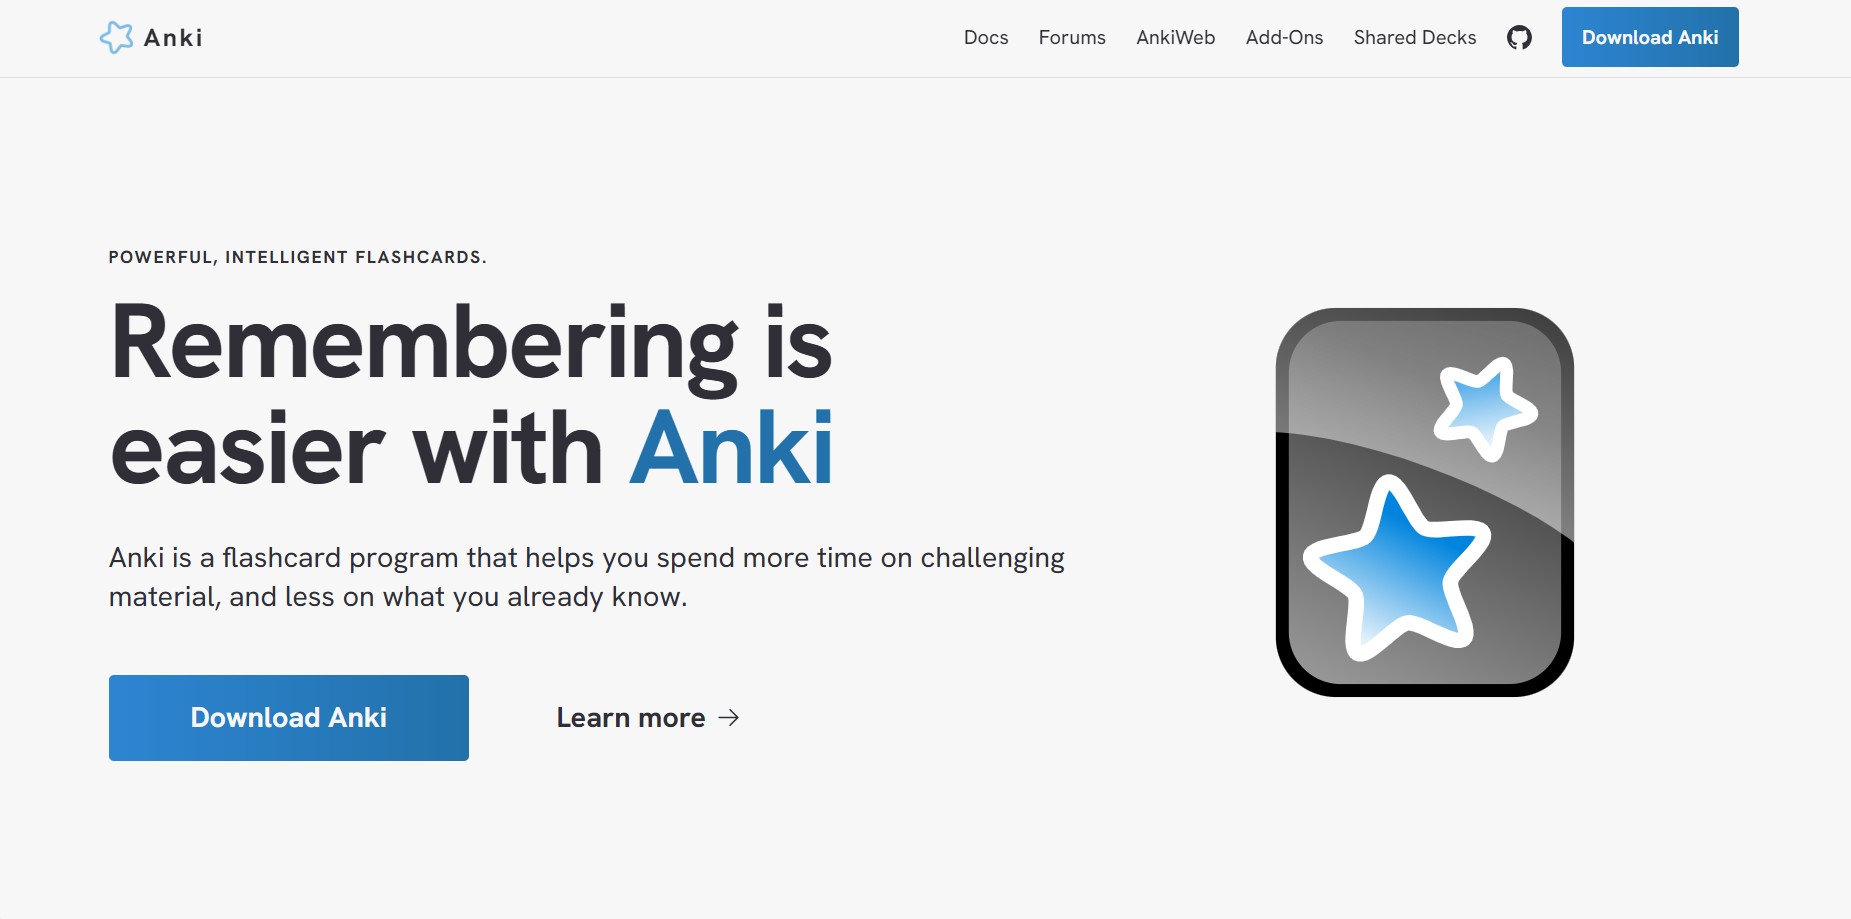 Anki
Docs Forums AnkiWeb Add-Ons Shared Decks Download Anki
POWERFUL, INTELLIGENT FLASHCARDS.
Remembering is
easier with Anki
Anki is a flashcard program that helps you spend more time on challenging
material, and less on what you already know.
Download Anki
Learn more →